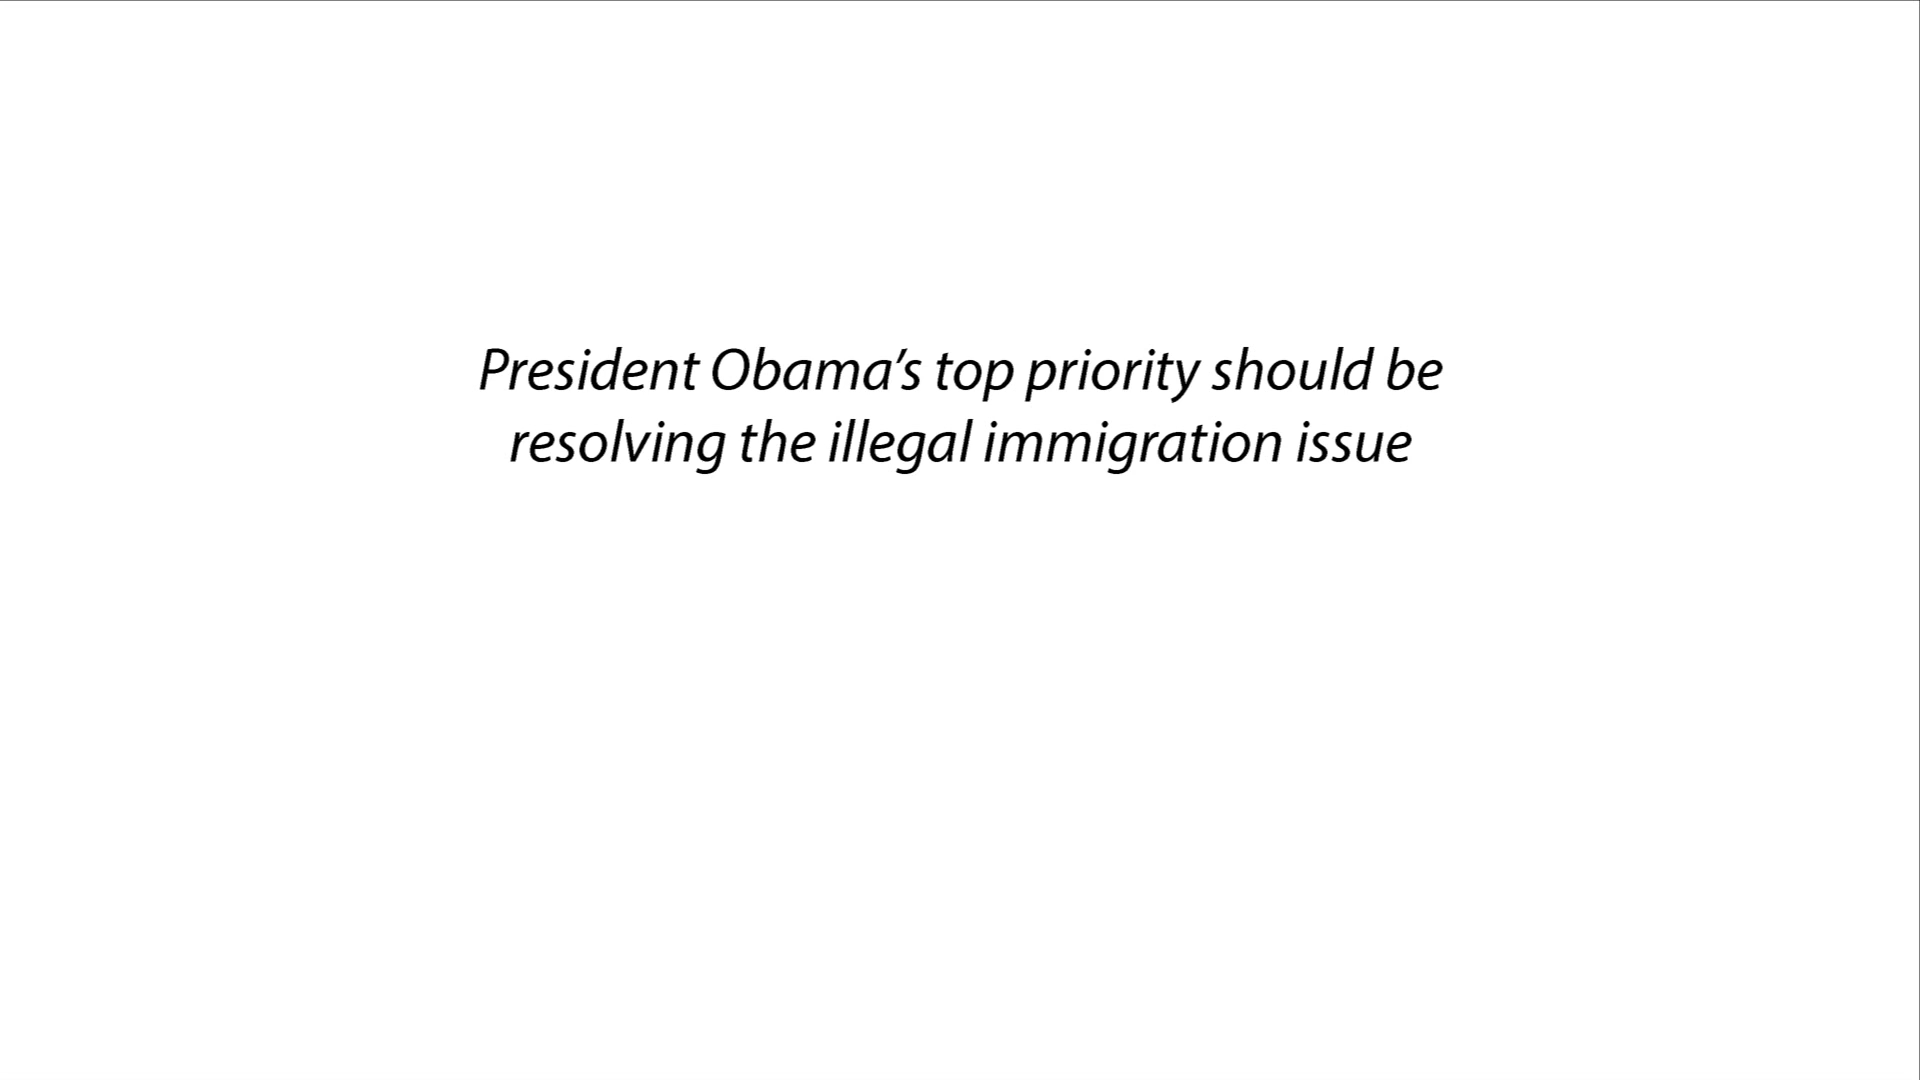 President Obama’s top priority should be
resolving the illegal immigration issue